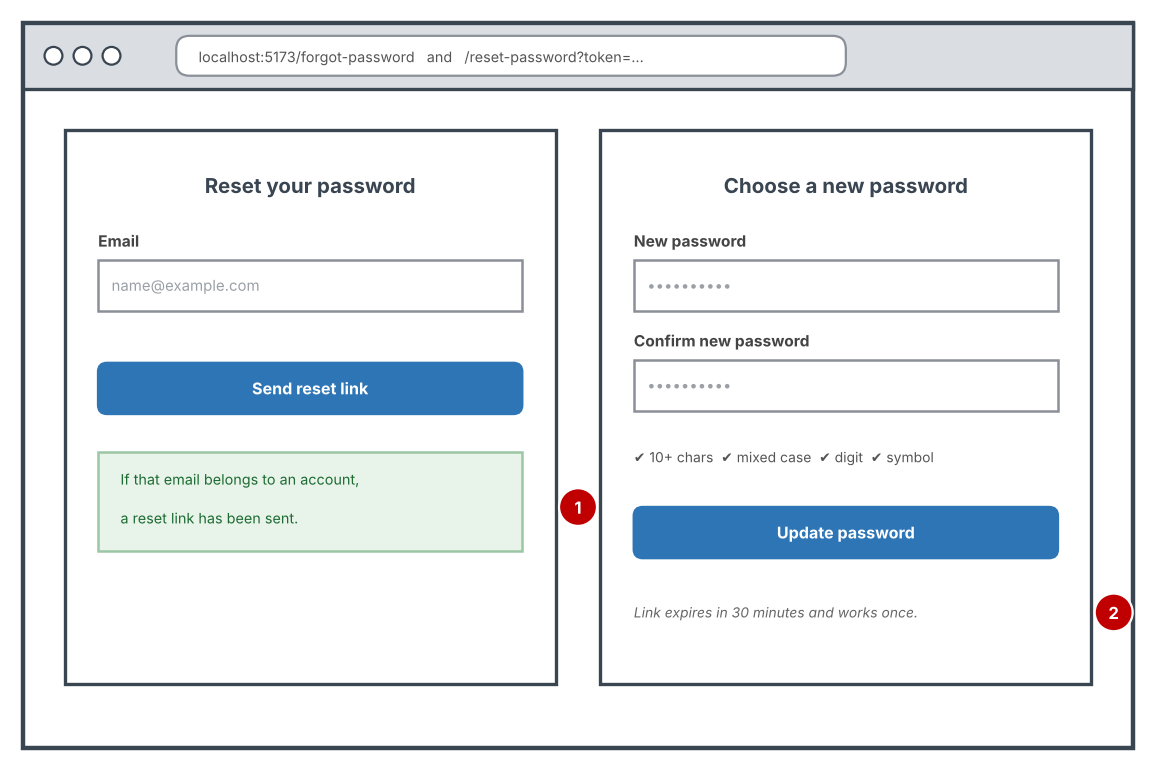 localhost:5173/forgot-password and /reset-password?token=...
Reset your password
Email
name@example.com
Send reset link
If that email belongs to an account,
a reset link has been sent.
1
Choose a new password
New password
••••••••••
Confirm new password
••••••••••
✔ 10+ chars ✔ mixed case ✔ digit ✔ symbol
Update password
Link expires in 30 minutes and works once.
2